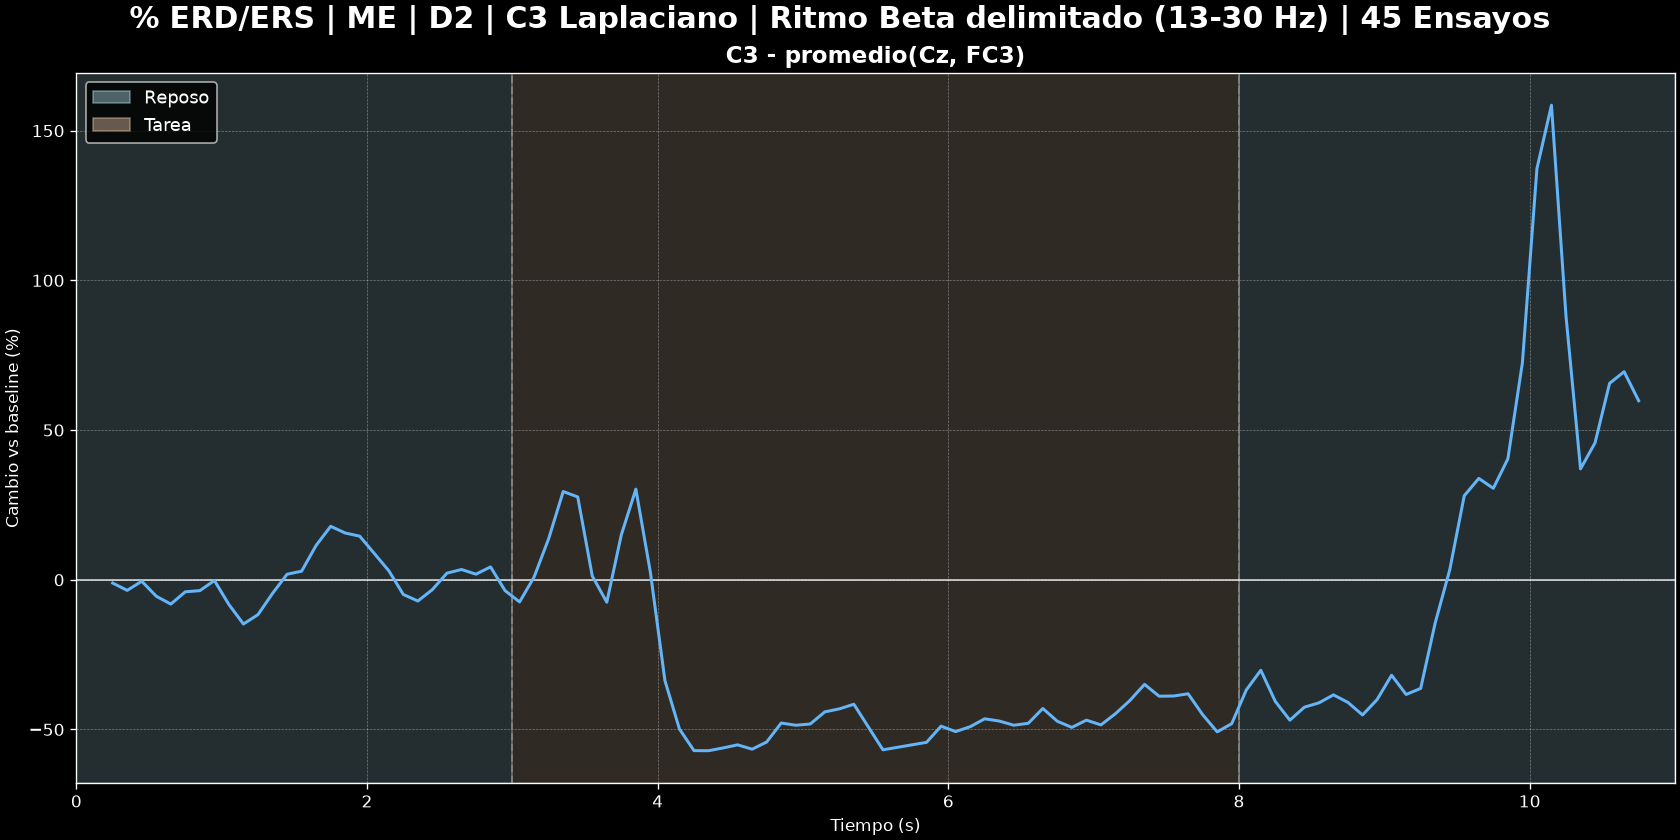 % ERD/ERS | ME | D2 | C3 Laplaciano | Ritmo Beta delimitado (13-30 Hz) | 45 Ensayos
C3 - promedio(Cz, FC3)
Reposo
Tarea
Cambio vs baseline (%)
150
100
50
0
−50
0 2 4 6 8 10
Tiempo (s)